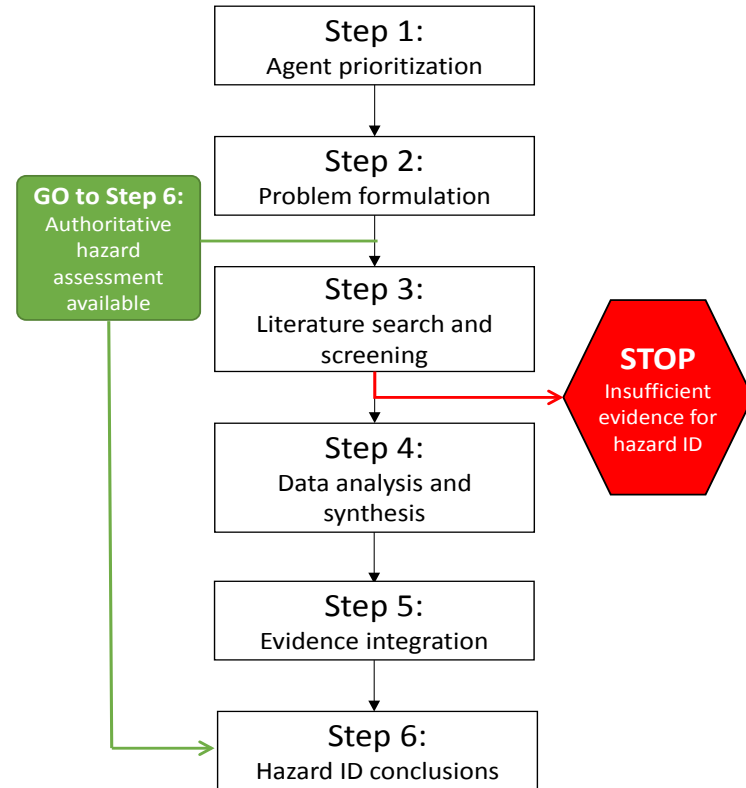 Step 1:
Agent prioritization
Step 2:
Problem formulation
GO to Step 6:
Authoritative
hazard
assessment
available
Step 3:
Literature search and
screening
STOP
Insufficient
evidence for
hazard ID
Step 4:
Data analysis and
synthesis
Step 5:
Evidence integration
Step 6:
Hazard ID conclusions